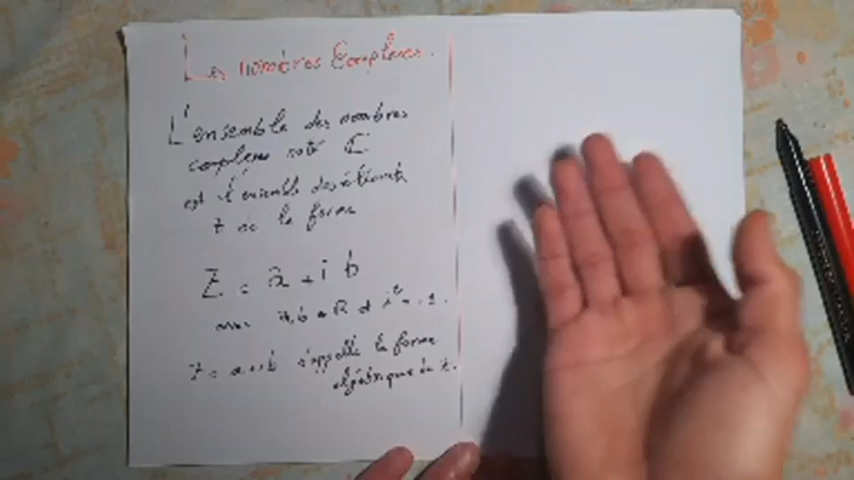 Les nombres Complexes.
L'ensemble des nombres
complexes noté ℂ
est l'ensemble des éléments
z de la forme
Z = a + i b
avec a, b ∈ ℝ et i² = -1.
z = a + ib s'appelle la forme
algébrique de z.